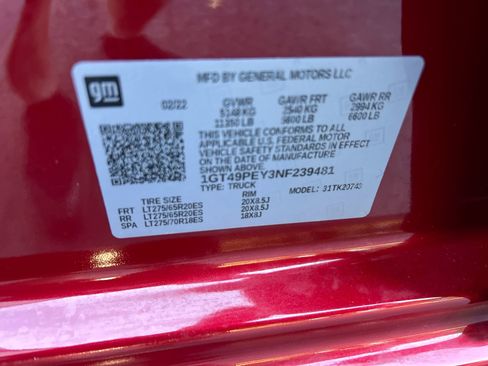 gm
MFD BY GENERAL MOTORS LLC
02/22 GVWR GAWR FRT GAWR RR
5148 KG 2540 KG 2994 KG
11350 LB 5600 LB 6600 LB
THIS VEHICLE CONFORMS TO ALL
APPLICABLE U.S. FEDERAL MOTOR
VEHICLE SAFETY STANDARDS IN EFFECT
ON THE DATE OF MANUFACTURE
SHOWN ABOVE.
1GT49PEY3NF239481
TYPE: TRUCK MODEL: 31TK20743
TIRE SIZE RIM
FRT LT275/65R20ES 20X8.5J
RR LT275/65R20ES 20X8.5J
SPA LT275/70R18ES 18X8J